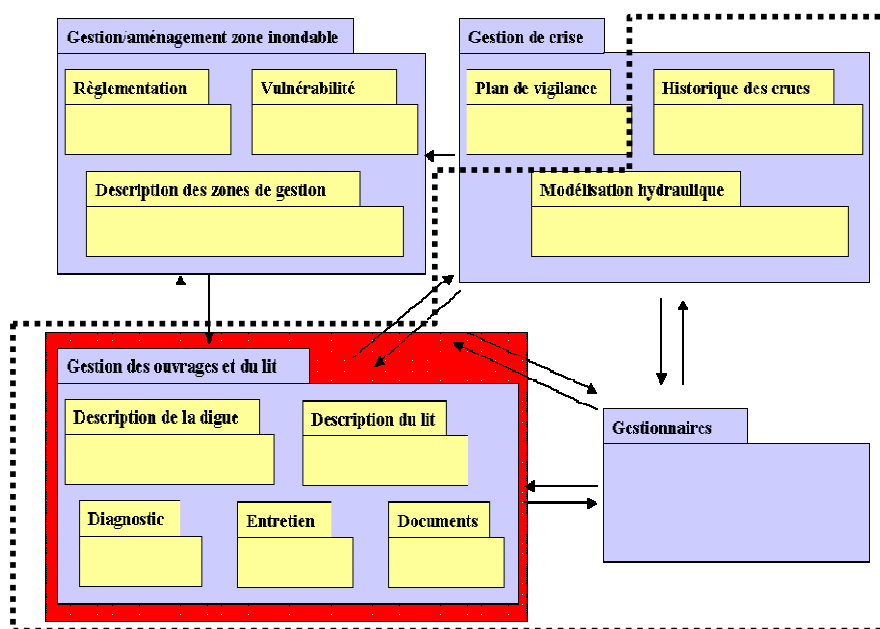 Gestion/aménagement zone inondable
Règlementation
Vulnérabilité
Description des zones de gestion
Gestion de crise
Plan de vigilance
Historique des crues
Modélisation hydraulique
Gestion des ouvrages et du lit
Description de la digue
Description du lit
Diagnostic
Entretien
Documents
Gestionnaires